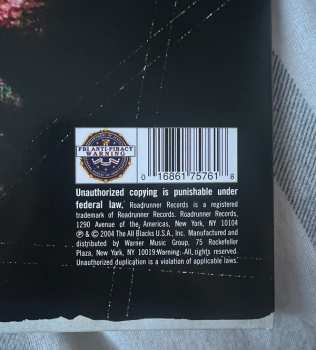 FBI ANTI-PIRACY
WARNING
0 16861 75761 8
Unauthorized copying is punishable under
federal law. Roadrunner Records is a registered
trademark of Roadrunner Records. Roadrunner Records,
1290 Avenue of the Americas, New York, NY 10104
℗ & © 2004 The All Blacks U.S.A., Inc. Manufactured and
distributed by Warner Music Group, 75 Rockefeller
Plaza, New York, NY 10019.Warning: All rights reserved.
Unauthorized duplication is a violation of applicable laws.